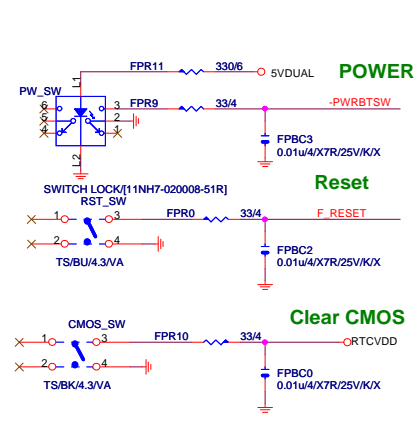 FPR11 330/6 5VDUAL POWER
L1
PW_SW
6 3 FPR9 33/4 -PWRBTSW
5 2
4 1
FPBC3
0.01u/4/X7R/25V/K/X
L2
SWITCH LOCK/[11NH7-020008-51R]
Reset
RST_SW
1 3 FPR0 33/4 F_RESET
2 4
FPBC2
0.01u/4/X7R/25V/K/X
TS/BU/4.3/VA
Clear CMOS
CMOS_SW
1 3 FPR10 33/4 RTCVDD
2 4
FPBC0
0.01u/4/X7R/25V/K/X
TS/BK/4.3/VA